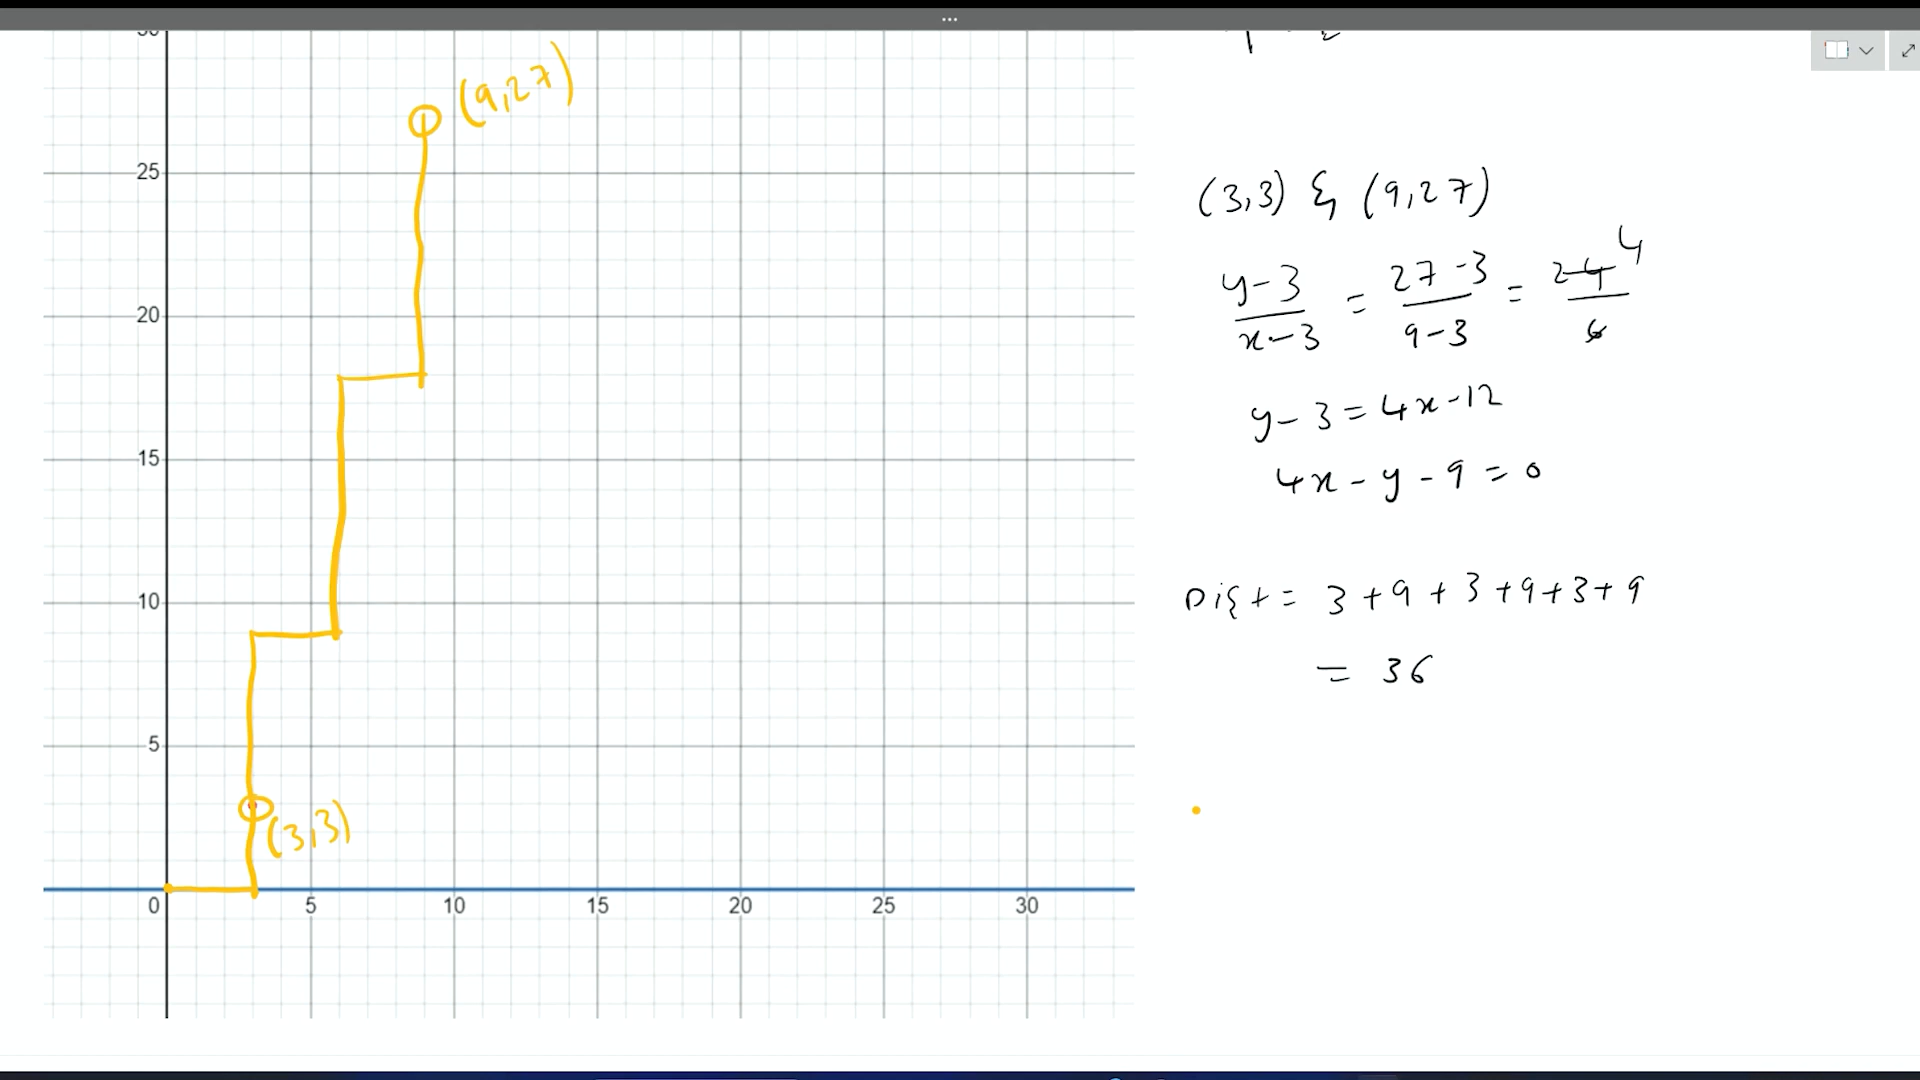 (9,27)
25
20
15
10
5
(3,3)
0 5 10 15 20 25 30
(3,3) & (9,27)
y-3/x-3 = 27-3/9-3 = 24/6 4
y-3=4x-12
4x-y-9=0
Dist= 3+9+3+9+3+9
= 36